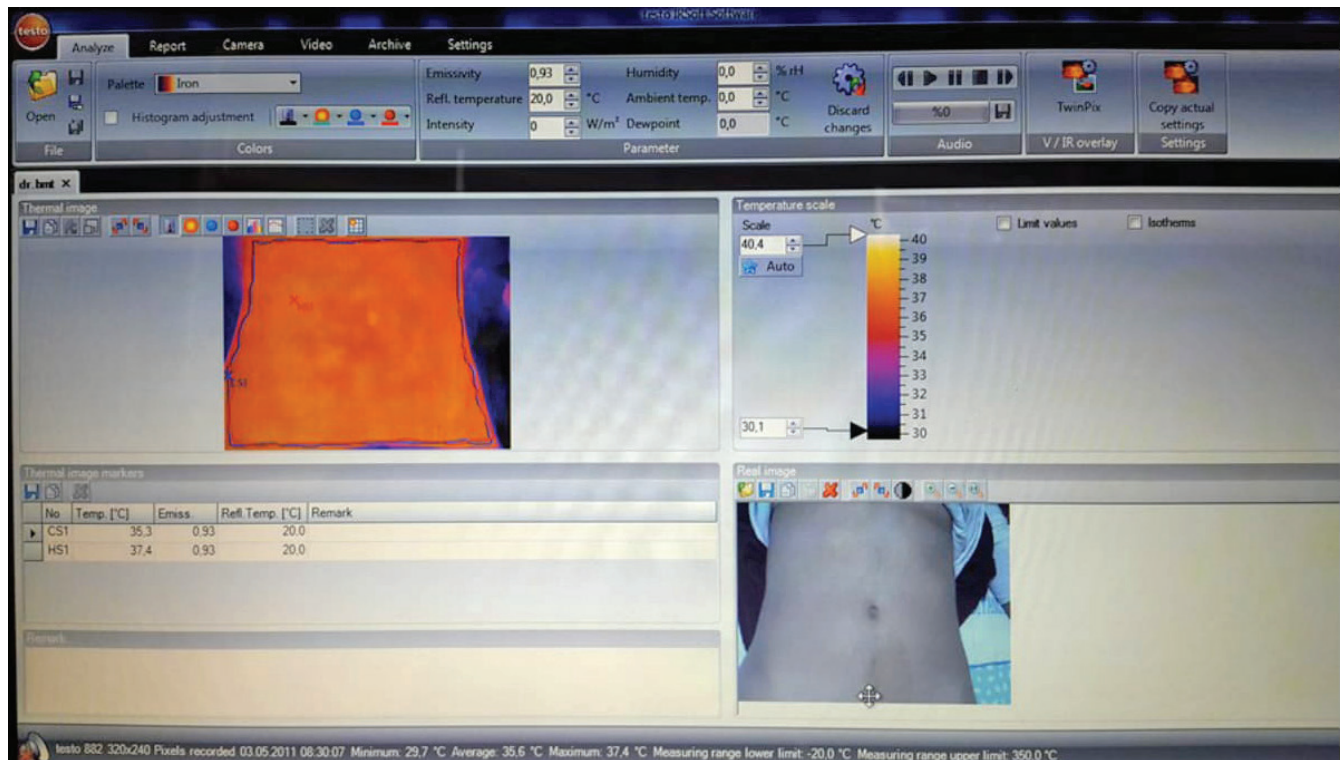 testo IRSoft Software
testo
Analyze Report Camera Video Archive Settings
Open
File
Palette Iron
Histogram adjustment
Colors
Emissivity 0,93 Humidity 0,0 % rH
Refl. temperature 20,0 °C Ambient temp. 0,0 °C
Intensity 0 W/m² Dewpoint 0,0 °C
Discard changes
Parameter
%0
Audio
TwinPix
V / IR overlay
Copy actual
settings
Settings
dr.bmt X
Thermal image
CS1
HS1
Temperature scale
Scale
40,4
Auto
30,1
°C
40
39
38
37
36
35
34
33
32
31
30
Limit values Isotherms
Thermal image markers
No Temp. [°C] Emiss. Refl.Temp. [°C] Remark
CS1 35,3 0,93 20,0
HS1 37,4 0,93 20,0
Remark
Real image
testo 882 320x240 Pixels recorded 03.05.2011 08:30:07 Minimum: 29,7 °C Average: 35,6 °C Maximum: 37,4 °C Measuring range lower limit: -20,0 °C Measuring range upper limit: 350,0 °C